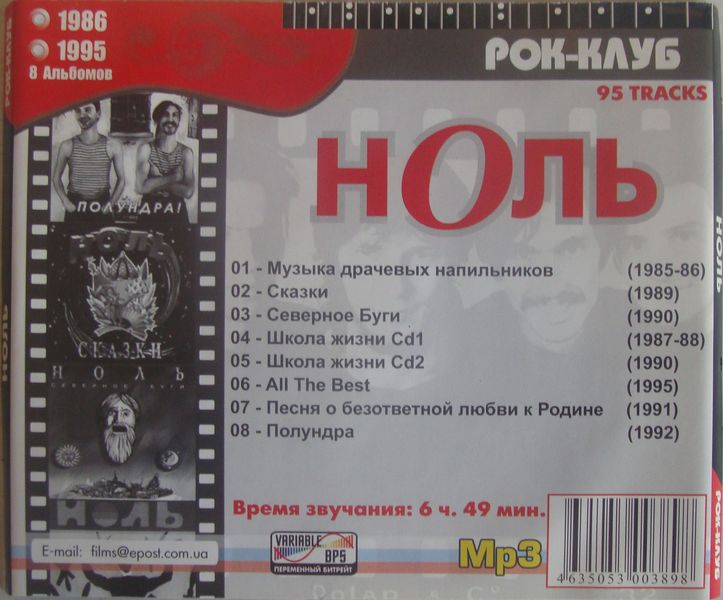 1986
1995
8 Альбомов
РОК-КЛУБ
РОК-КЛУБ
95 TRACKS
НОЛЬ
ПОЛУНДРА!
НОЛЬ
СКАЗКИ
НОЛЬ
СЕВЕРНОЕ БУГИ
НОЛЬ
01 - Музыка драчевых напильников (1985-86)
02 - Сказки (1989)
03 - Северное Буги (1990)
04 - Школа жизни Cd1 (1987-88)
05 - Школа жизни Cd2 (1990)
06 - All The Best (1995)
07 - Песня о безответной любви к Родине (1991)
08 - Полундра (1992)
Время звучания: 6 ч. 49 мин.
E-mail: films@epost.com.ua
VARIABLE
BPS
ПЕРЕМЕННЫЙ БИТРЕЙТ
Mp3
4 635053 003898
НОЛЬ
НОЛЬ
РОК-КЛУБ